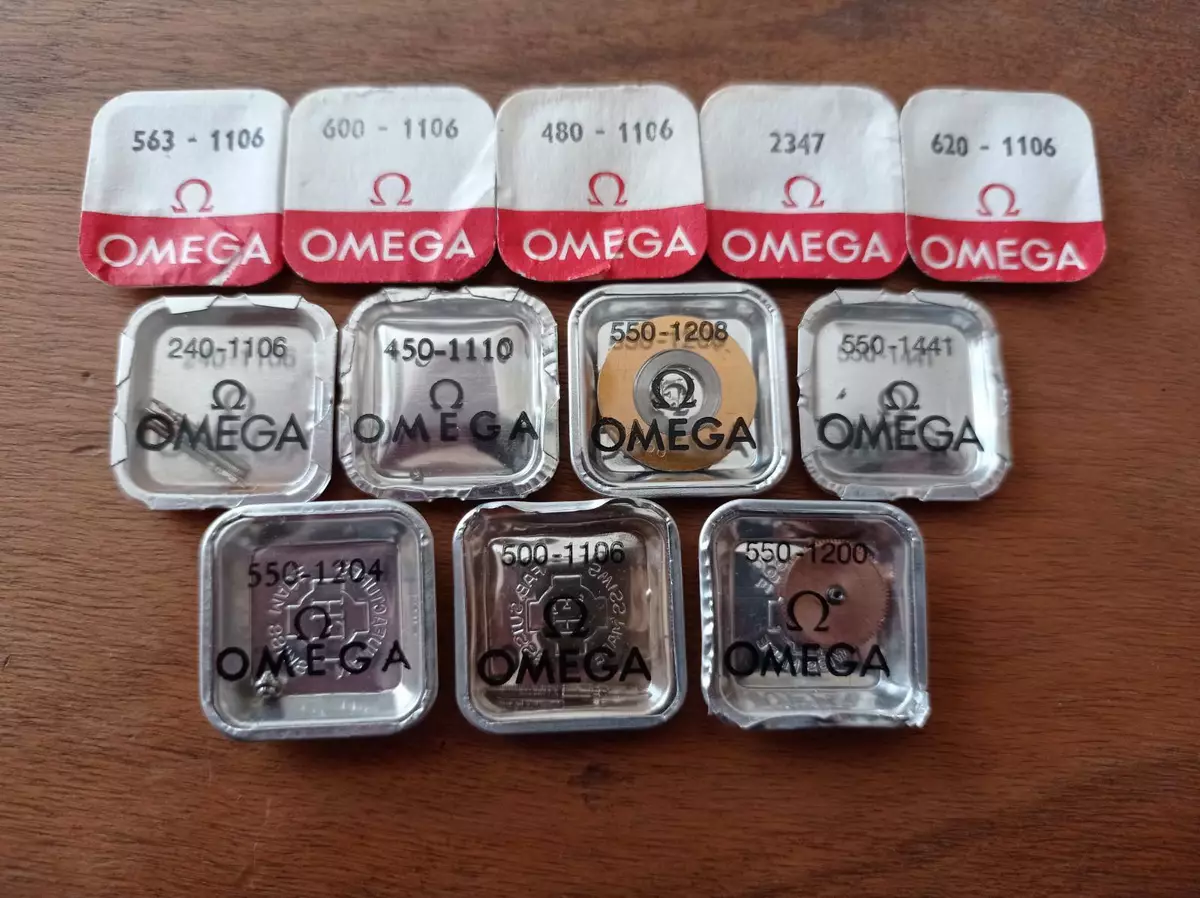 563 - 1106
Ω
OMEGA
600 - 1106
Ω
OMEGA
480 - 1106
Ω
OMEGA
2347
Ω
OMEGA
620 - 1106
Ω
OMEGA
240-1106
Ω
OMEGA
450-1110
Ω
OMEGA
550-1208
Ω
OMEGA
550-1441
Ω
OMEGA
550-1204
Ω
OMEGA
500-1106
Ω
OMEGA
550-1200
Ω
OMEGA